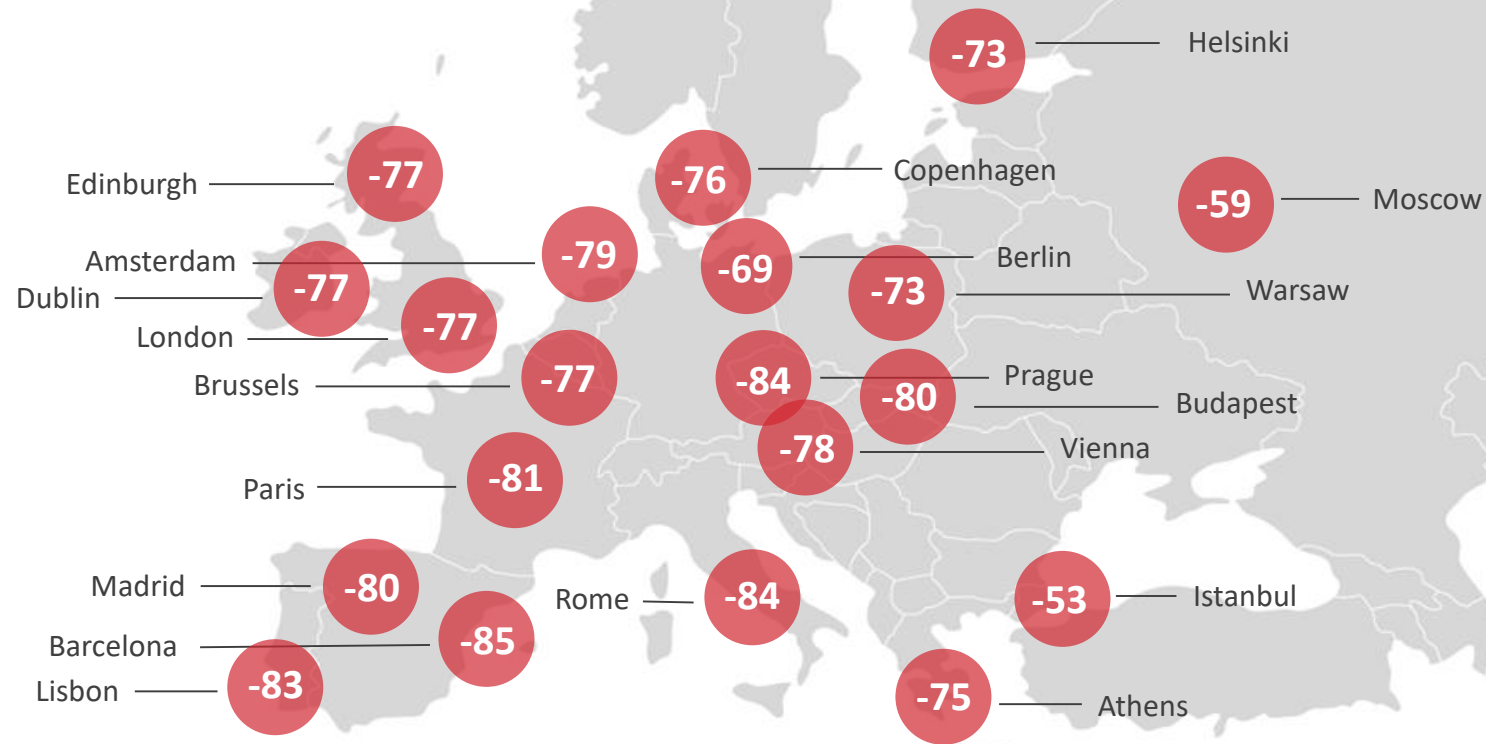 -73
Helsinki
Edinburgh
-77
-76
Copenhagen
-59
Moscow
Amsterdam
-79
-69
Berlin
Dublin
-77
-73
Warsaw
London
-77
Brussels
-77
-84
Prague
-80
Budapest
-78
Vienna
Paris
-81
Madrid
-80
Rome
-84
-53
Istanbul
Barcelona
-85
Lisbon
-83
-75
Athens